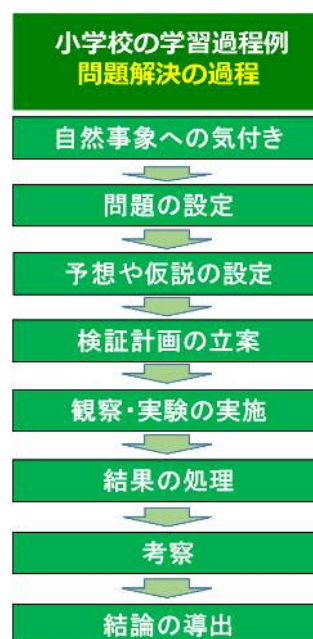 小学校の学習過程例
問題解決の過程
自然事象への気付き
問題の設定
予想や仮説の設定
検証計画の立案
観察・実験の実施
結果の処理
考察
結論の導出